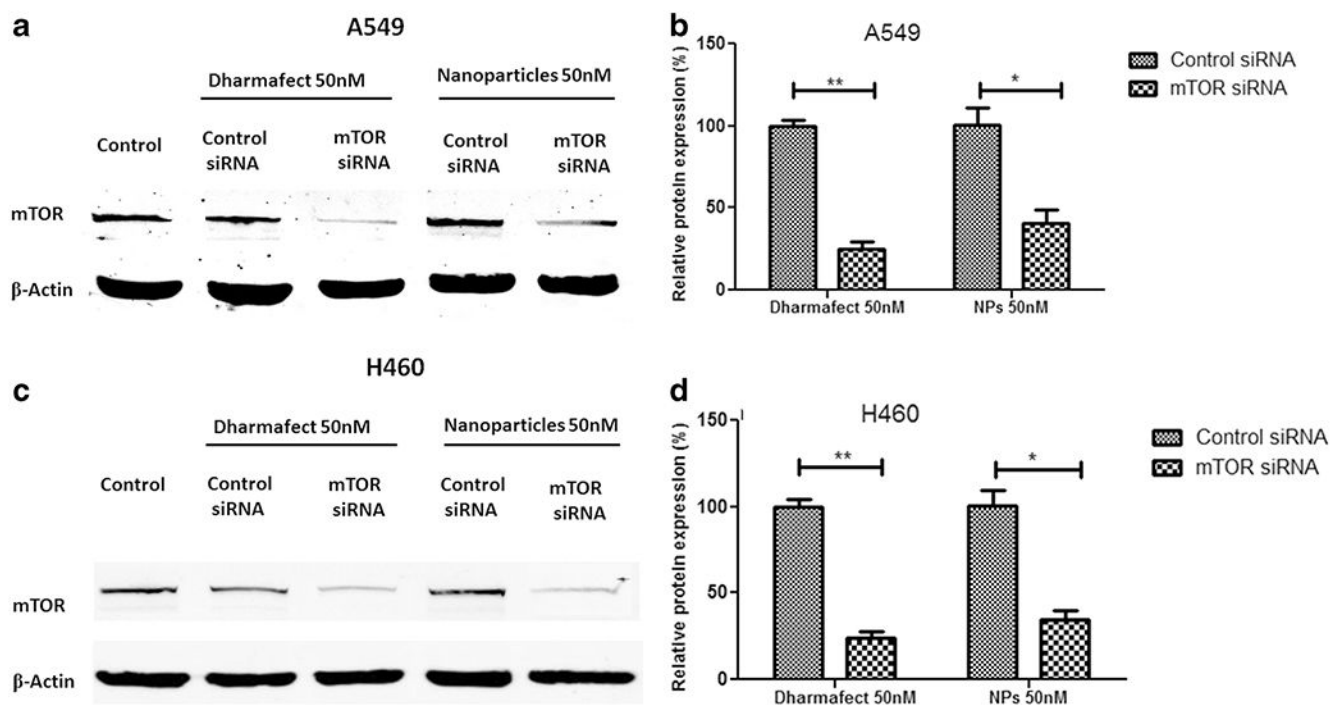 a
A549
Dharmafect 50nM
Nanoparticles 50nM
Control
Control
siRNA
mTOR
siRNA
Control
siRNA
mTOR
siRNA
mTOR
β-Actin
b
A549
Relative protein expression (%)
150
100
50
0
**
*
Dharmafect 50nM
NPs 50nM
Control siRNA
mTOR siRNA
c
H460
Dharmafect 50nM
Nanoparticles 50nM
Control
Control
siRNA
mTOR
siRNA
Control
siRNA
mTOR
siRNA
mTOR
β-Actin
d
H460
Relative protein expression (%)
150
100
50
0
**
*
Dharmafect 50nM
NPs 50nM
Control siRNA
mTOR siRNA